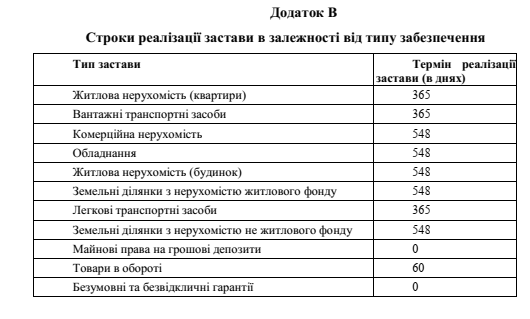 Додаток В
Строки реалізації застави в залежності від типу забезпечення
Тип застави Термін реалізації
застави (в днях)
Житлова нерухомість (квартири) 365
Вантажні транспортні засоби 365
Комерційна нерухомість 548
Обладнання 548
Житлова нерухомість (будинок) 548
Земельні ділянки з нерухомістю житлового фонду 548
Легкові транспортні засоби 365
Земельні ділянки з нерухомістю не житлового фонду 548
Майнові права на грошові депозити 0
Товари в обороті 60
Безумовні та безвідкличні гарантії 0